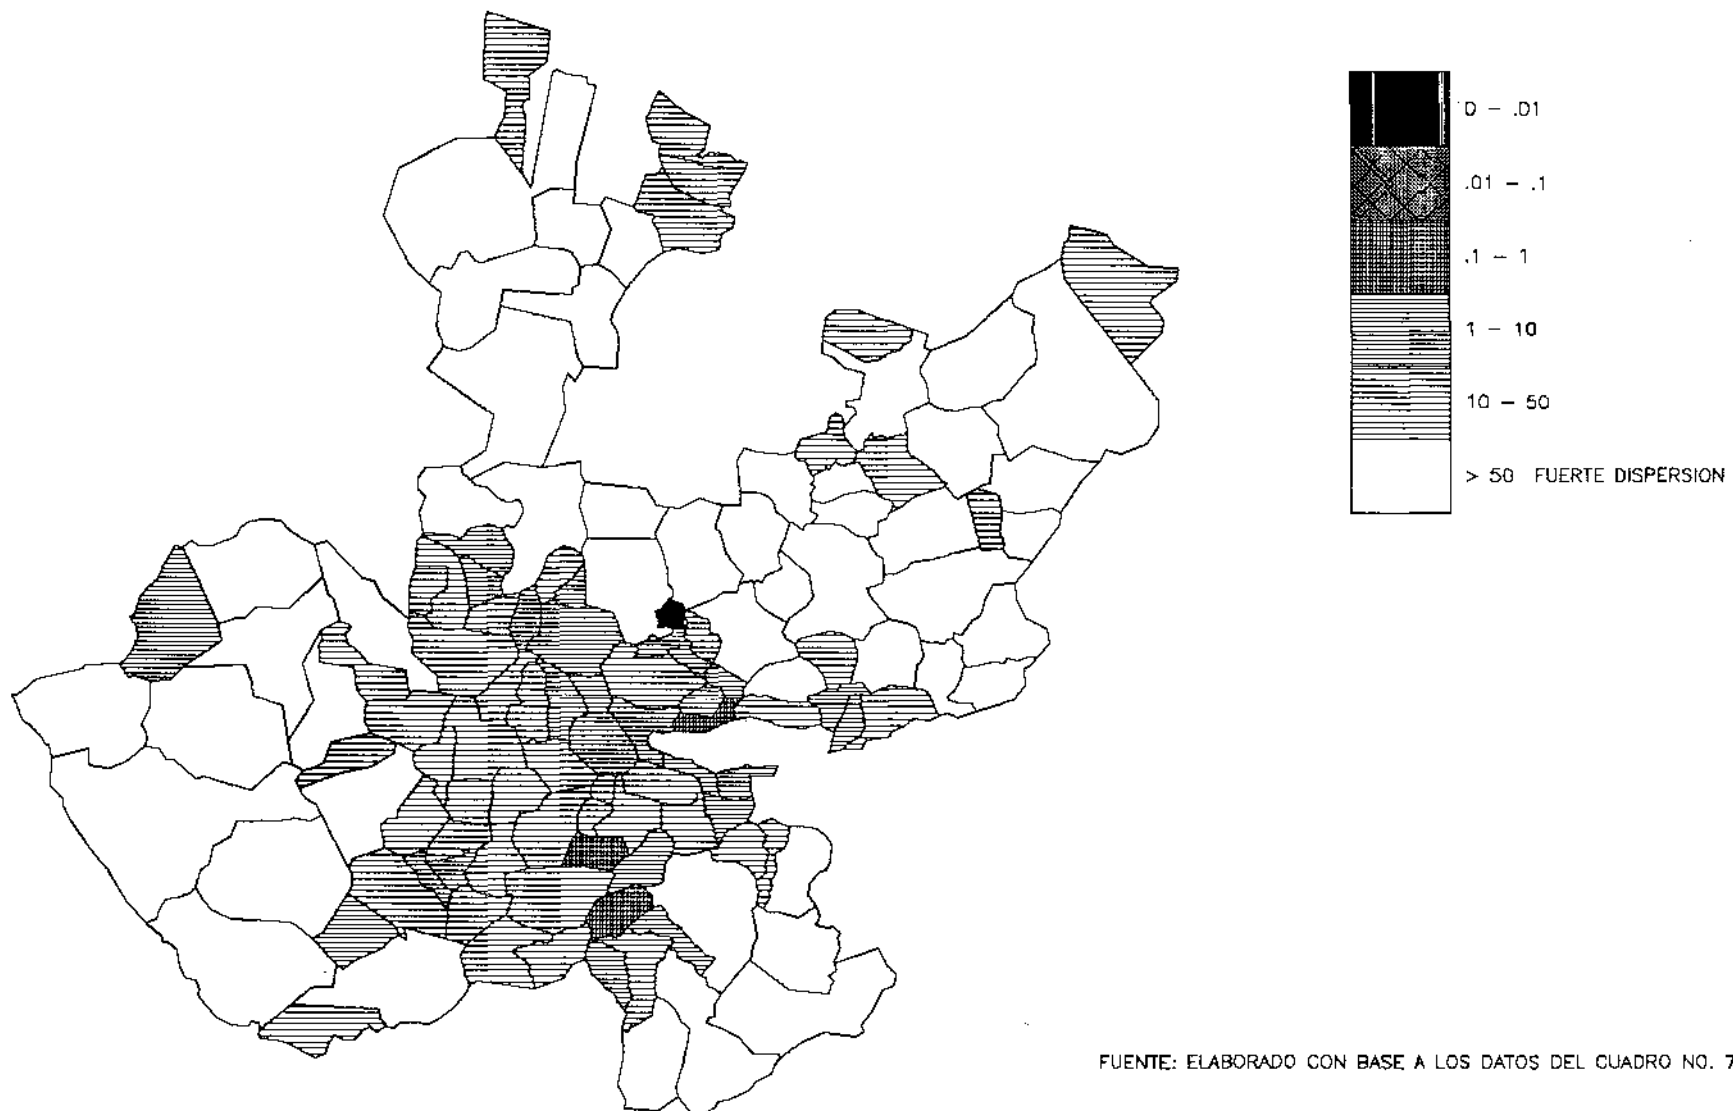 0 - .01
.01 - .1
.1 - 1
1 - 10
10 - 50
> 50 FUERTE DISPERSION
FUENTE: ELABORADO CON BASE A LOS DATOS DEL CUADRO NO. 7